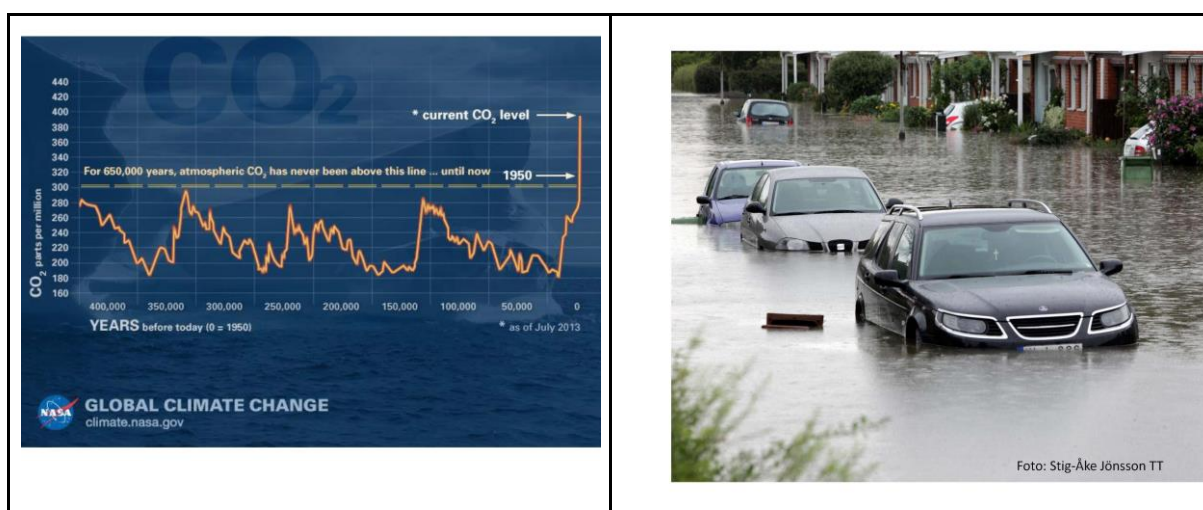 CO2
440
420
400
380
360
340
320
300
280
260
240
220
200
180
160
CO2 parts per million
* current CO2 level
For 650,000 years, atmospheric CO2 has never been above this line ... until now
1950
400,000 350,000 300,000 250,000 200,000 150,000 100,000 50,000 0
YEARS before today (0 = 1950)
* as of July 2013
NASA
GLOBAL CLIMATE CHANGE
climate.nasa.gov
Foto: Stig-Åke Jönsson TT